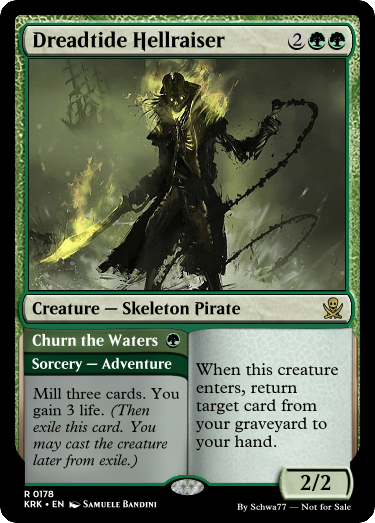 Dreadtide Hellraiser 2
Creature — Skeleton Pirate
Churn the Waters
Sorcery — Adventure
Mill three cards. You
gain 3 life. (Then
exile this card. You
may cast the creature
later from exile.)
When this creature
enters, return
target card from
your graveyard to
your hand.
2/2
R 0178
KRK • EN Samuele Bandini
By Schwa77 — Not for Sale